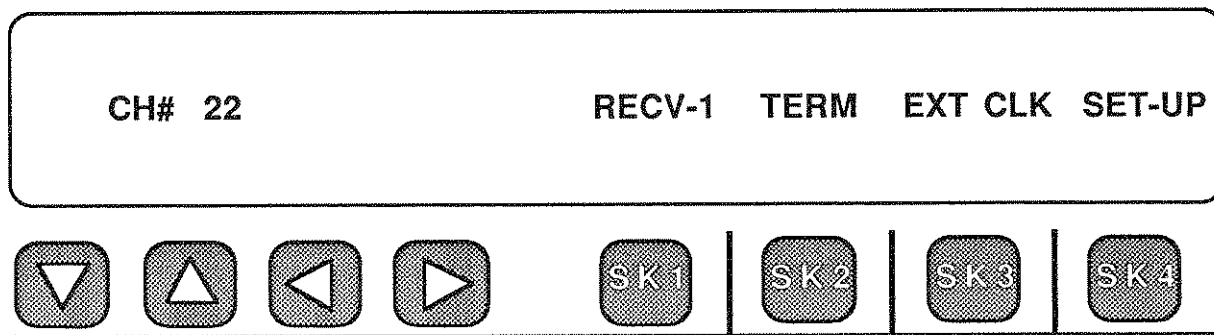 CH# 22 RECV-1 TERM EXT CLK SET-UP
SK1 SK2 SK3 SK4